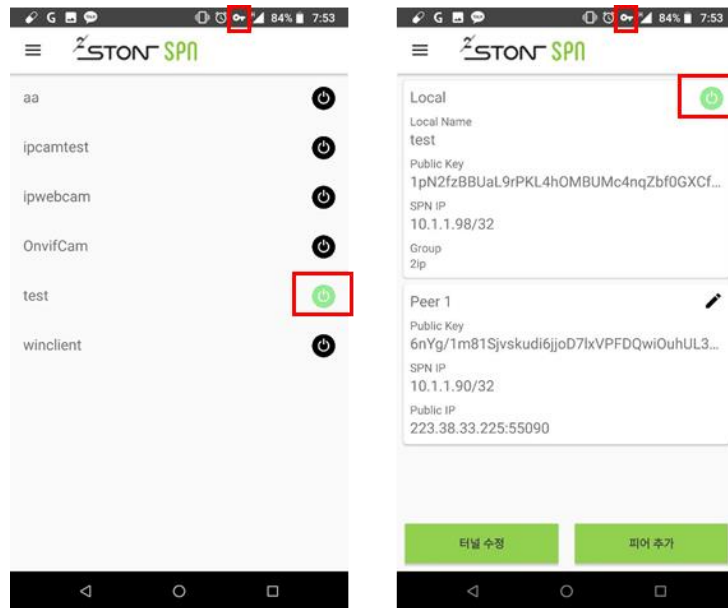 G
84%
7:53
STON SPN
aa
ipcamtest
ipwebcam
OnvifCam
test
winclient
G
84%
7:53
STON SPN
Local
Local Name
test
Public Key
1pN2fzBBUaL9rPKL4hOMBUMc4nqZbf0GXCf...
SPN IP
10.1.1.98/32
Group
2ip
Peer 1
Public Key
6nYg/1m81Sjvskudi6jjoD7lxVPFDQwiOuhUL3...
SPN IP
10.1.1.90/32
Public IP
223.38.33.225:55090
터널 수정
피어 추가